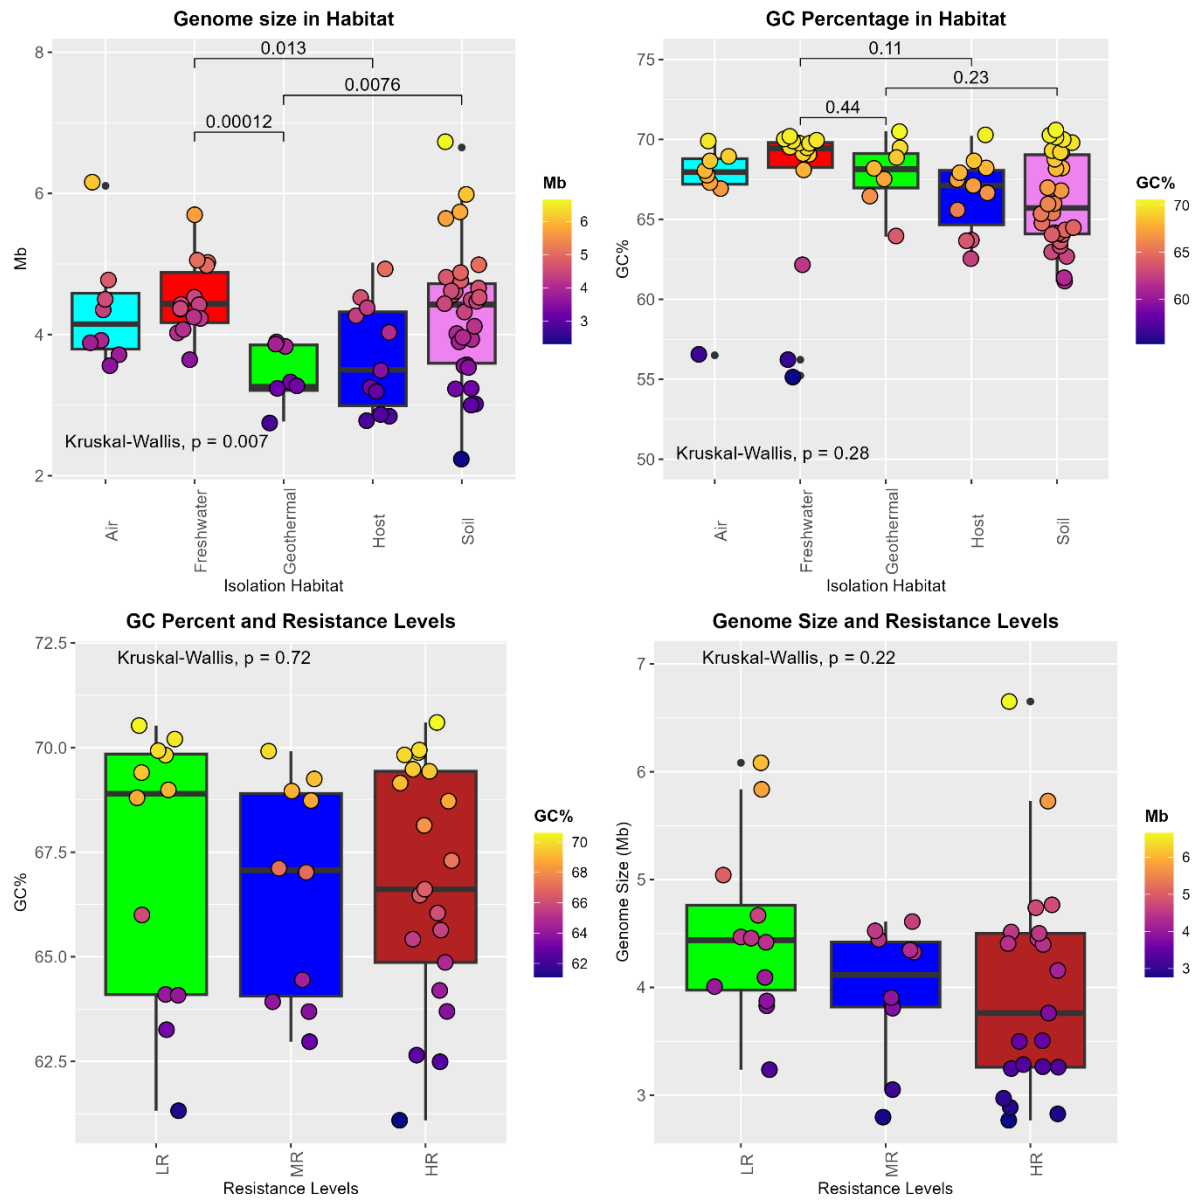 Genome size in Habitat
8
6
4
2
Mb
0.013
0.0076
0.00012
Kruskal-Wallis, p = 0.007
Air
Freshwater
Geothermal
Host
Soil
Isolation Habitat
Mb
6
5
4
3
GC Percentage in Habitat
75
70
65
60
55
50
GC%
0.11
0.23
0.44
Kruskal-Wallis, p = 0.28
Air
Freshwater
Geothermal
Host
Soil
Isolation Habitat
GC%
70
65
60
GC Percent and Resistance Levels
72.5
70.0
67.5
65.0
62.5
GC%
Kruskal-Wallis, p = 0.72
LR
MR
HR
Resistance Levels
GC%
70
68
66
64
62
Genome Size and Resistance Levels
7
6
5
4
3
Genome Size (Mb)
Kruskal-Wallis, p = 0.22
LR
MR
HR
Resistance Levels
Mb
6
5
4
3